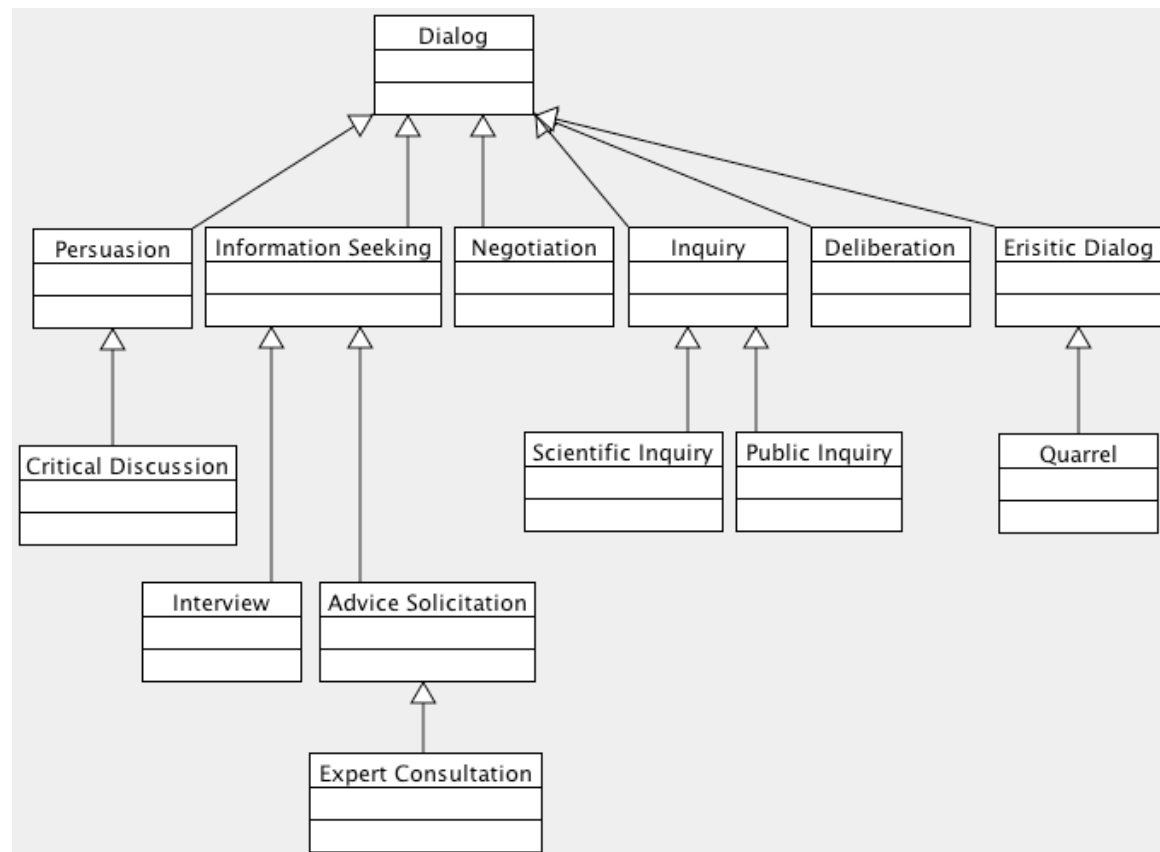 Dialog
Persuasion
Information Seeking
Negotiation
Inquiry
Deliberation
Erisitic Dialog
Critical Discussion
Scientific Inquiry
Public Inquiry
Quarrel
Interview
Advice Solicitation
Expert Consultation